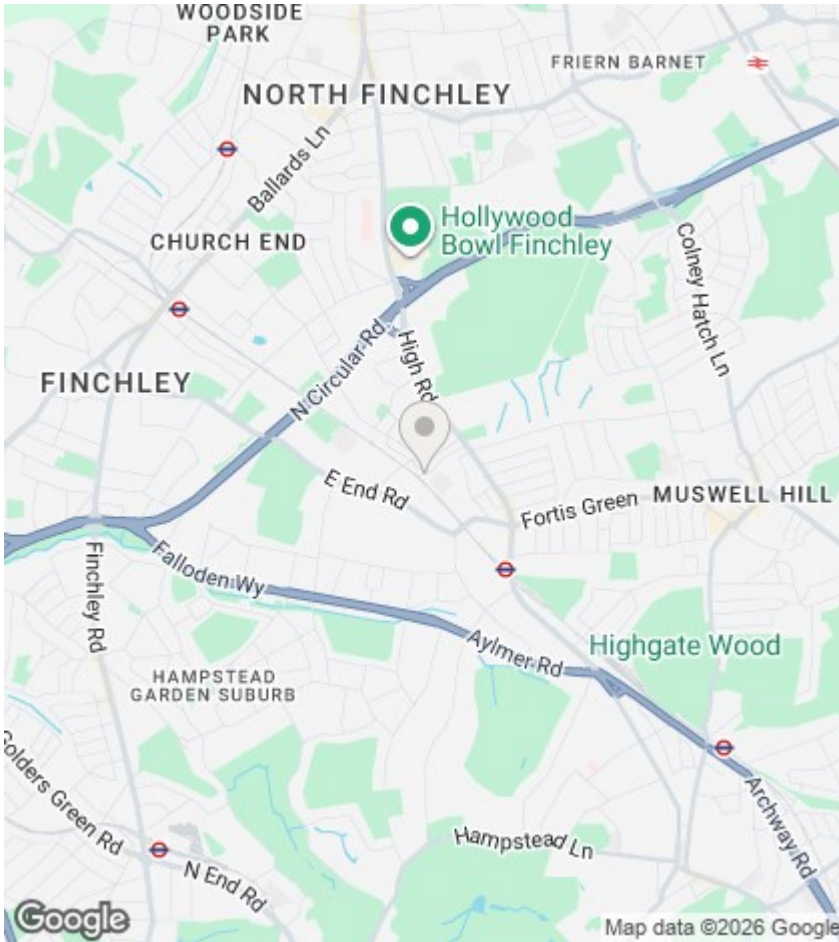 WOODSIDE
PARK
FRIERN BARNET
NORTH FINCHLEY
Ballards Ln
Hollywood
Bowl Finchley
CHURCH END
Colney Hatch Ln
N Circular Rd
High Rd
FINCHLEY
E End Rd
Fortis Green
MUSWELL HILL
Finchley Rd
Falloden Wy
Aylmer Rd
Highgate Wood
HAMPSTEAD
GARDEN SUBURB
Golders Green Rd
Hampstead Ln
Archway Rd
N End Rd
Google
Map data ©2026 Google